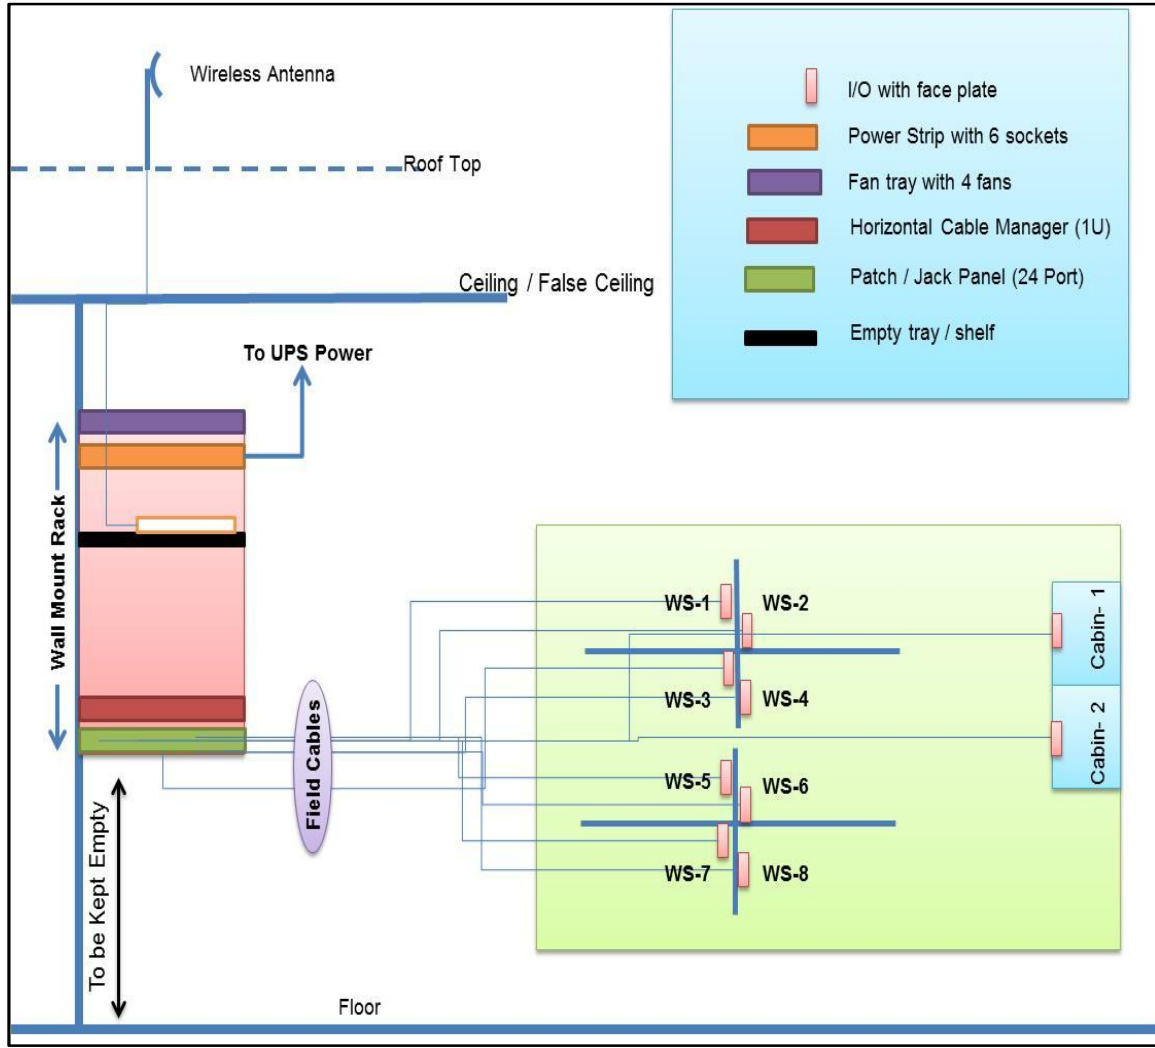 Wireless Antenna
Roof Top
Ceiling / False Ceiling
To UPS Power
I/O with face plate
Power Strip with 6 sockets
Fan tray with 4 fans
Horizontal Cable Manager (1U)
Patch / Jack Panel (24 Port)
Empty tray / shelf
Wall Mount Rack
Field Cables
To be Kept Empty
WS-1
WS-2
WS-3
WS-4
WS-5
WS-6
WS-7
WS-8
Cabin- 1
Cabin- 2
Floor